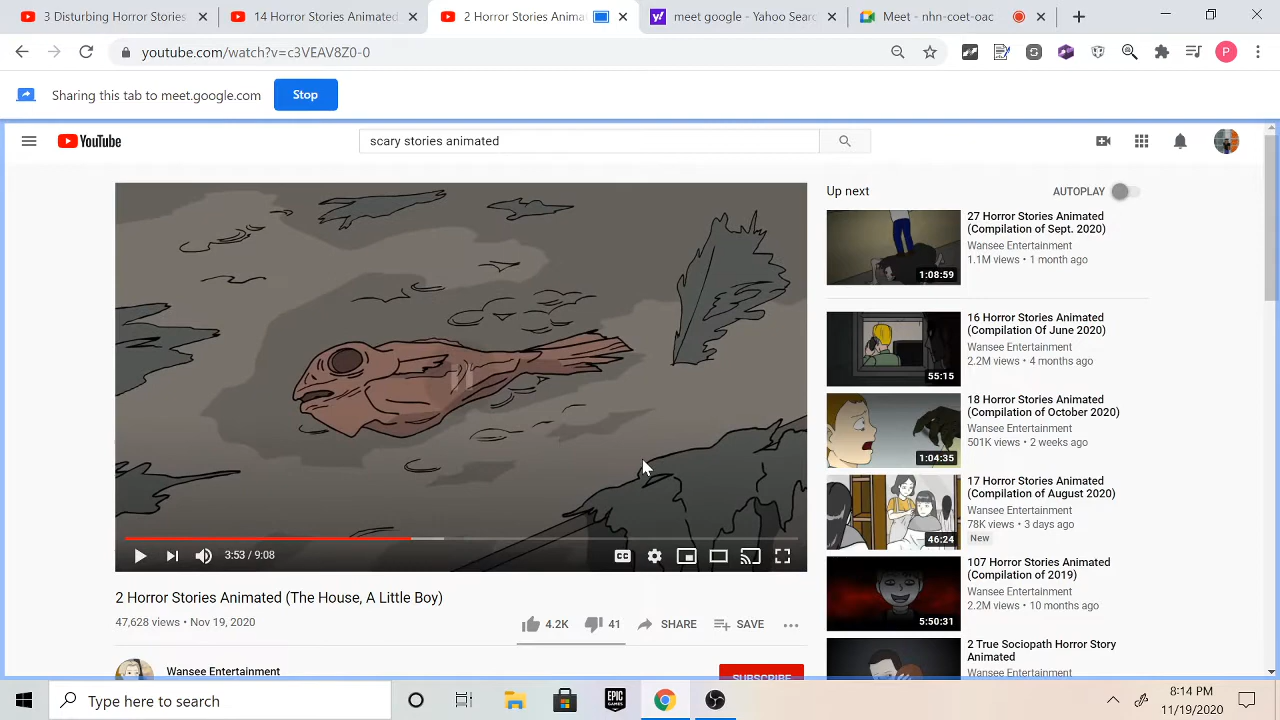 3 Horror Stories Animated
14 Horror Stories Animated
2 Horror Stories Anima
meet google - Yahoo Searc
Meet - nhn-coet-oac
youtube.com/watch?v=c3VEAV8Z0-0
P
Sharing this tab to meet.google.com
Stop
YouTube
scary stories animated
Up next
AUTOPLAY
27 Horror Stories Animated
(Compilation of Sept. 2020)
Wansee Entertainment
1.1M views • 1 month ago
1:08:59
16 Horror Stories Animated
(Compilation Of June 2020)
Wansee Entertainment
2.2M views • 4 months ago
55:15
18 Horror Stories Animated
(Compilation of October 2020)
Wansee Entertainment
501K views • 2 weeks ago
1:04:35
17 Horror Stories Animated
(Compilation of August 2020)
Wansee Entertainment
78K views • 3 days ago
New
46:24
107 Horror Stories Animated
(Compilation of 2019)
Wansee Entertainment
2.2M views • 10 months ago
5:50:31
2 True Sociopath Horror Story
Animated
Wansee Entertainment
3:53 / 9:08
CC
2 Horror Stories Animated (The House, A Little Boy)
47,628 views • Nov 19, 2020
4.2K
41
SHARE
SAVE
Wansee Entertainment
SUBSCRIBE
Type here to search
EPIC
GAMES
8:14 PM
11/19/2020